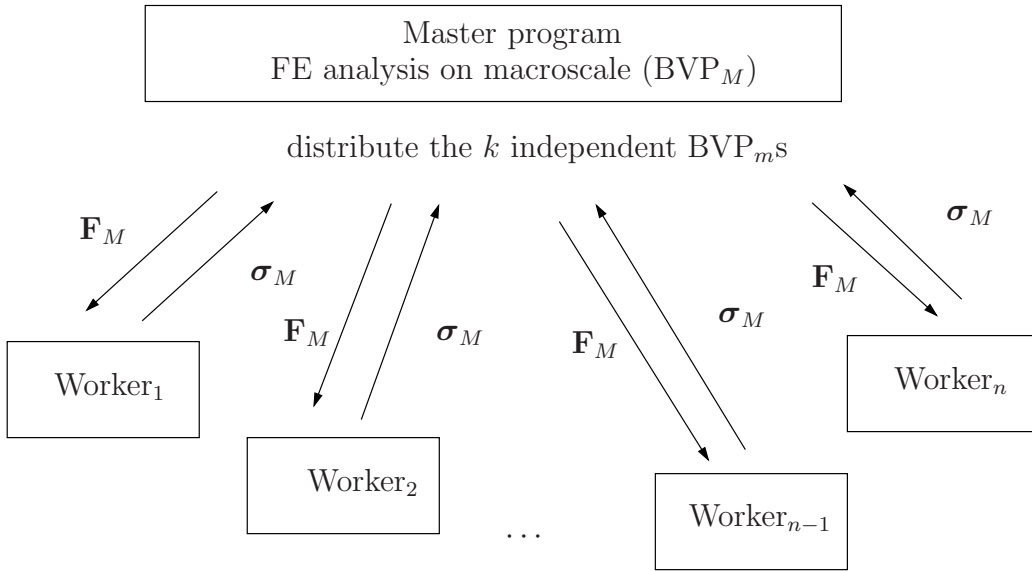 Master program
FE analysis on macroscale (BVP_M)
distribute the k independent BVP_ms
F_M
σ_M
F_M
σ_M
F_M
σ_M
F_M
σ_M
Worker_1
Worker_2
...
Worker_{n−1}
Worker_n